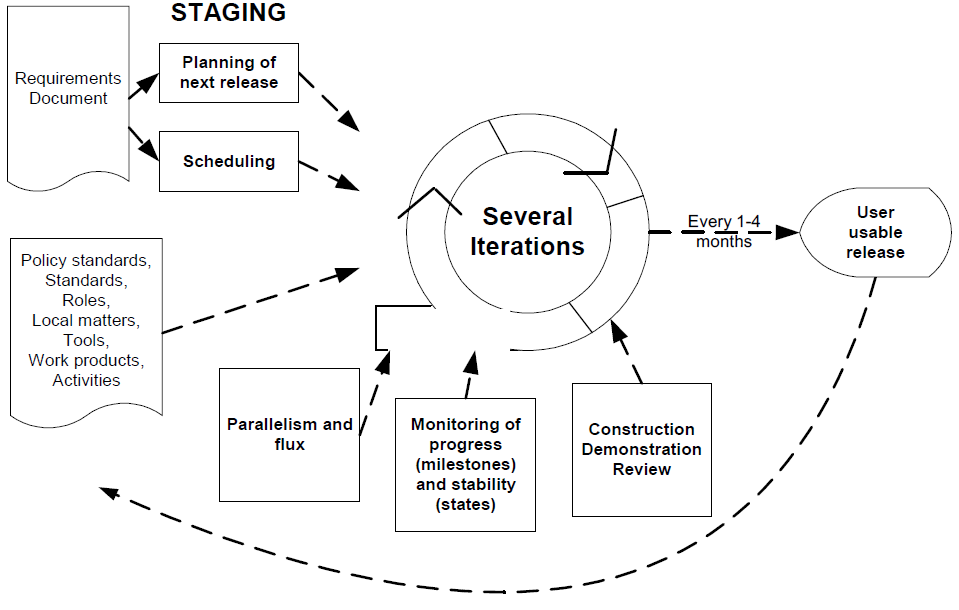 STAGING
Requirements
Document
Planning of
next release
Scheduling
Policy standards,
Standards,
Roles,
Local matters,
Tools,
Work products,
Activities
Several
Iterations
Every 1-4
months
User
usable
release
Parallelism and
flux
Monitoring of
progress
(milestones)
and stability
(states)
Construction
Demonstration
Review